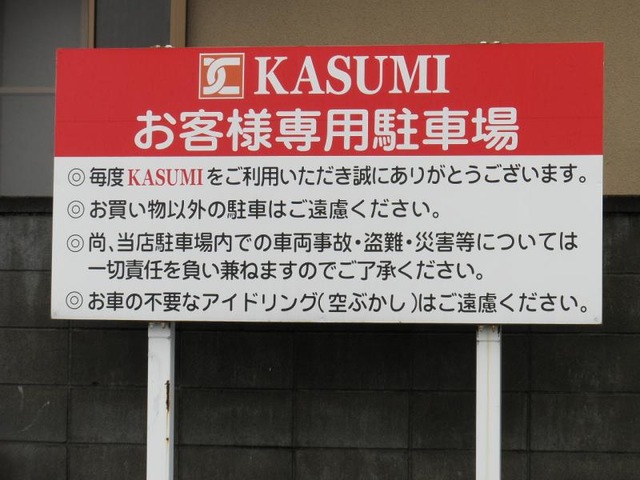 KASUMI
お客様専用駐車場
◎毎度KASUMIをご利用いただき誠にありがとうございます。
◎お買い物以外の駐車はご遠慮ください。
◎尚、当店駐車場内での車両事故・盗難・災害等については
一切責任を負い兼ねますのでご了承ください。
◎お車の不要なアイドリング(空ぶかし)はご遠慮ください。